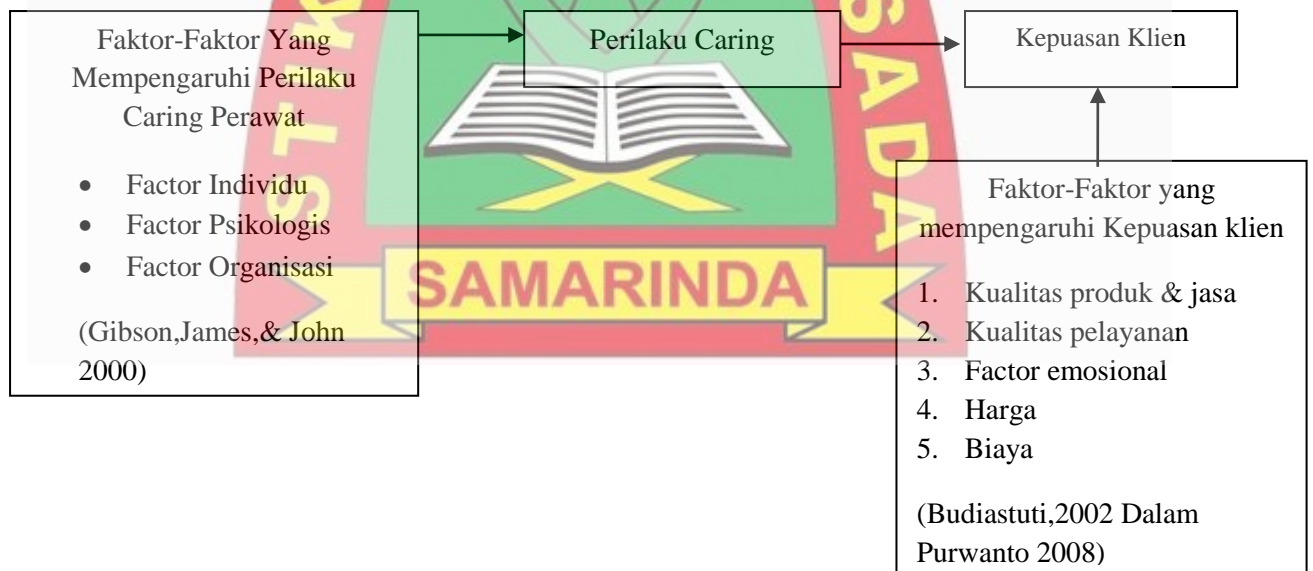 Faktor-Faktor Yang
Mempengaruhi Perilaku
Caring Perawat
• Factor Individu
• Factor Psikologis
• Factor Organisasi
(Gibson,James,& John
2000)
Perilaku Caring
Kepuasan Klien
Faktor-Faktor yang
mempengaruhi Kepuasan klien
1. Kualitas produk & jasa
2. Kualitas pelayanan
3. Factor emosional
4. Harga
5. Biaya
(Budiastuti,2002 Dalam
Purwanto 2008)
STIK
SADA
SAMARINDA